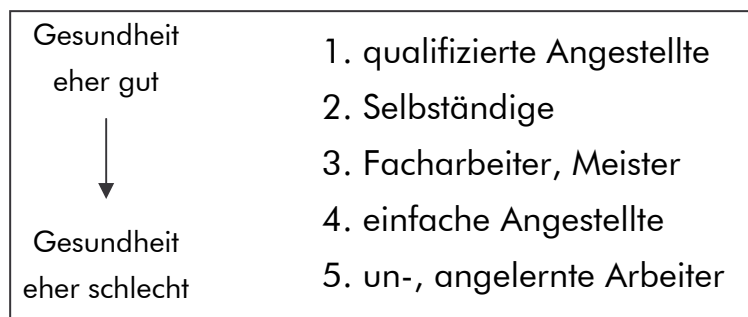 Gesundheit
eher gut
Gesundheit
eher schlecht
1. qualifizierte Angestellte
2. Selbständige
3. Facharbeiter, Meister
4. einfache Angestellte
5. un-, angelernte Arbeiter